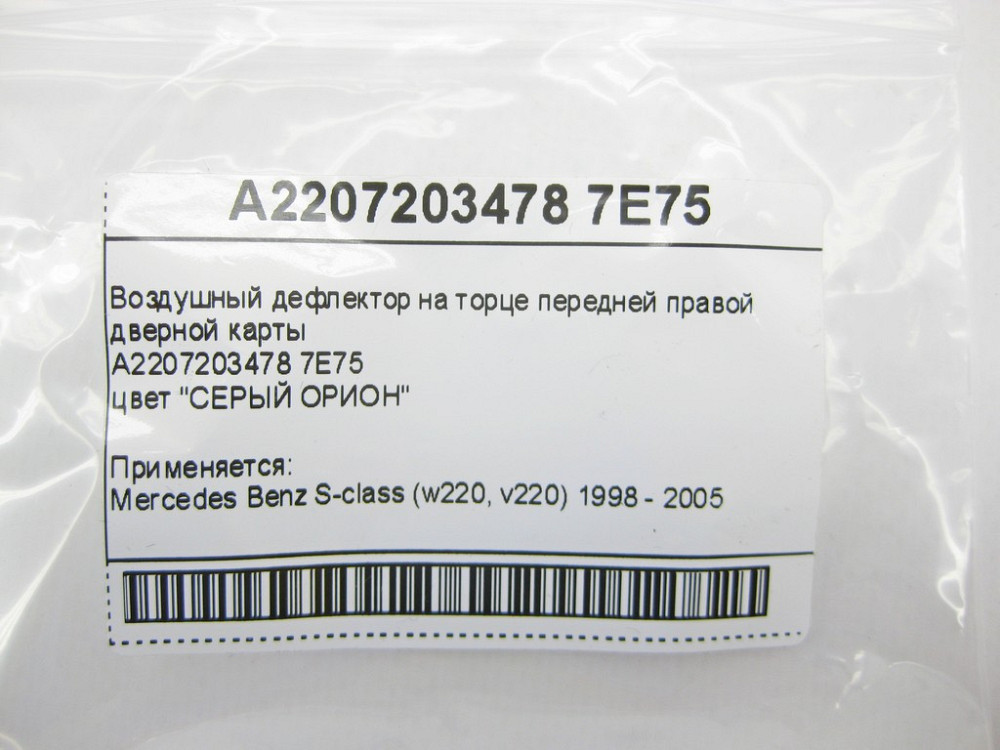 A2207203478 7E75
Воздушный дефлектор на торце передней правой
дверной карты
A2207203478 7E75
цвет "СЕРЫЙ ОРИОН"
Применяется:
Mercedes Benz S-class (w220, v220) 1998 - 2005